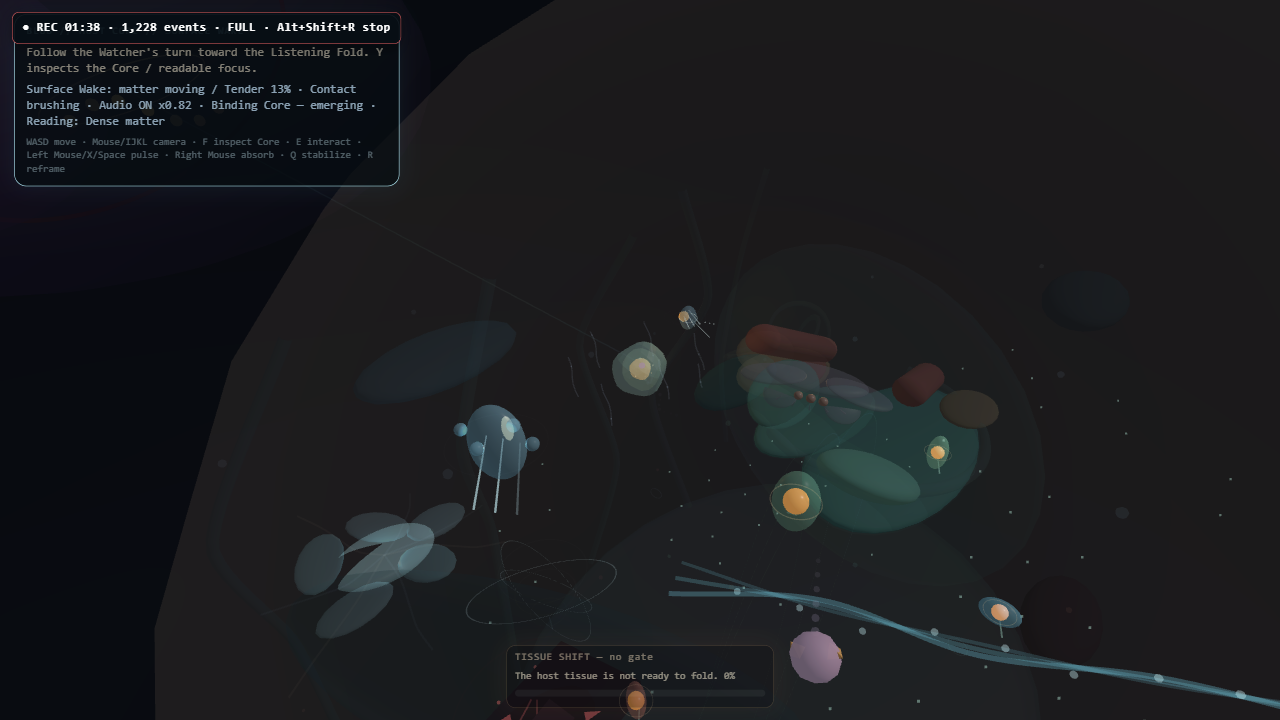 ● REC 01:38 · 1,228 events · FULL · Alt+Shift+R stop
Follow the Watcher's turn toward the Listening Fold. Y
inspects the Core / readable focus.
Surface Wake: matter moving / Tender 13% · Contact
brushing · Audio ON x0.82 · Binding Core — emerging ·
Reading: Dense matter
WASD move · Mouse/IJKL camera · F inspect Core · E interact ·
Left Mouse/X/Space pulse · Right Mouse absorb · Q stabilize · R
reframe
TISSUE SHIFT — no gate
The host tissue is not ready to fold. 0%